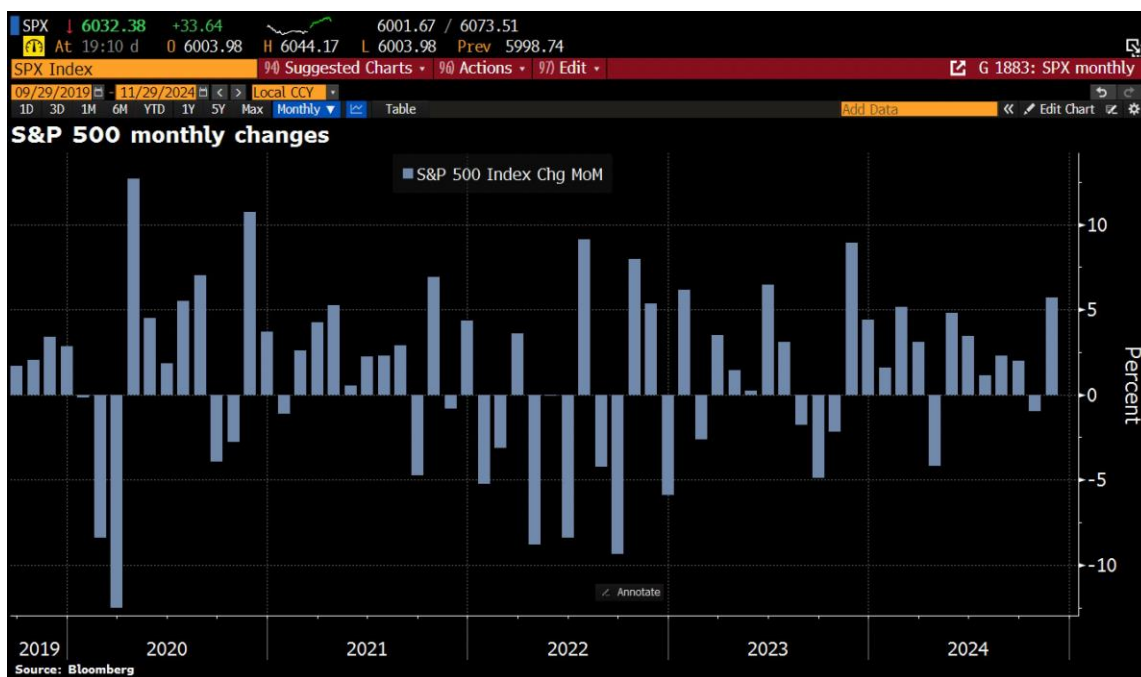 SPX ↓ 6032.38 +33.64 6001.67 / 6073.51
At 19:10 d O 6003.98 H 6044.17 L 6003.98 Prev 5998.74
SPX Index 94) Suggested Charts 96) Actions 97) Edit G 1883: SPX monthly
09/29/2019 - 11/29/2024 < > Local CCY
1D 3D 1M 6M YTD 1Y 5Y Max Monthly ▼ Table Add Data « Edit Chart
S&P 500 monthly changes
S&P 500 Index Chg MoM
10
5
0
-5
-10
Percent
Annotate
2019 2020 2021 2022 2023 2024
Source: Bloomberg